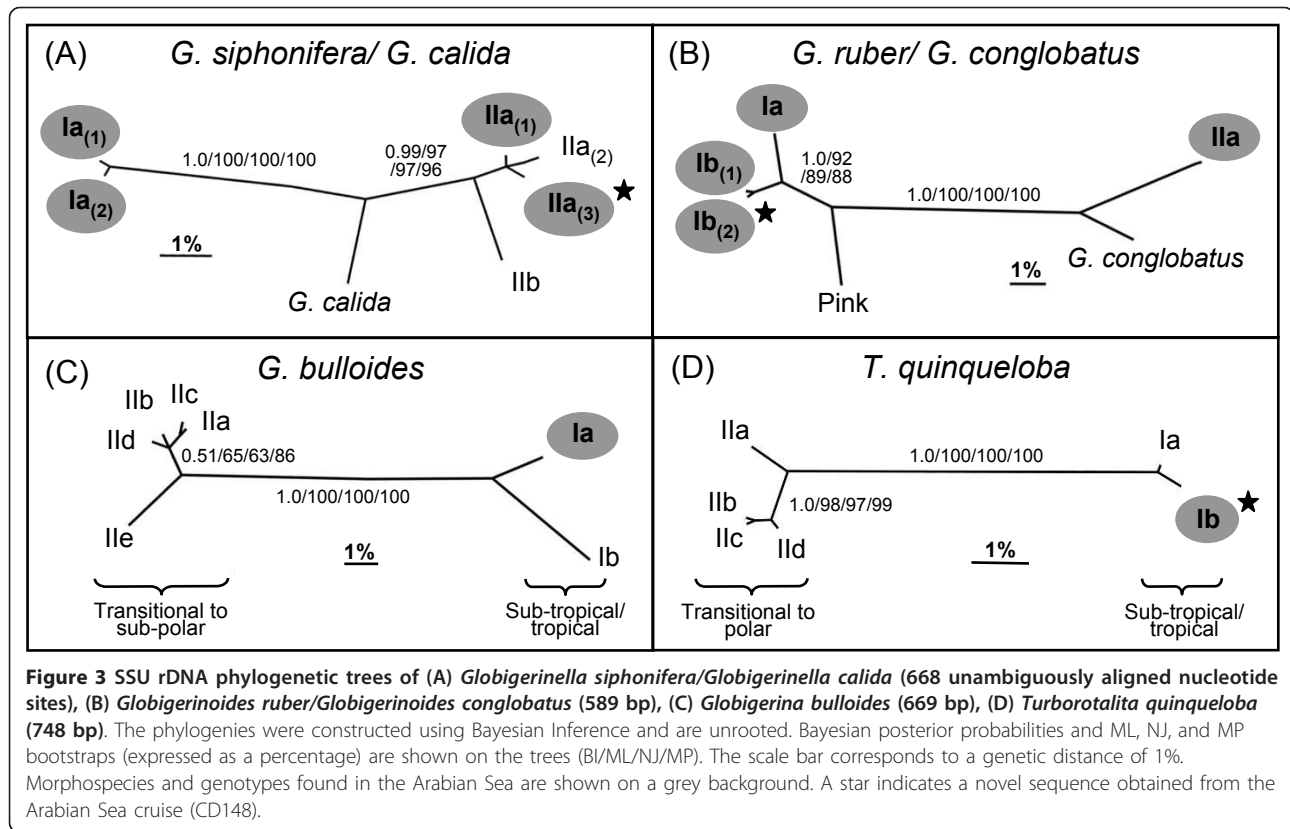 (A) G. siphonifera/ G. calida
Ia(1)
Ia(2)
1.0/100/100/100
0.99/97
/97/96
IIa(1)
IIa(2)
IIa(3) ★
1%
IIb
G. calida
(B) G. ruber/ G. conglobatus
Ia
Ib(1)
Ib(2) ★
1.0/92
/89/88
1.0/100/100/100
IIa
G. conglobatus
1%
Pink
(C) G. bulloides
IIb IIc
IId IIa
0.51/65/63/86
1.0/100/100/100
Ia
IIe
1%
Ib
Transitional to
sub-polar
Sub-tropical/
tropical
(D) T. quinqueloba
IIa
1.0/100/100/100
Ia
Ib ★
1.0/98/97/99
IIb
IIc
IId
1%
Transitional to
polar
Sub-tropical/
tropical
Figure 3 SSU rDNA phylogenetic trees of (A) Globigerinella siphonifera/Globigerinella calida (668 unambiguously aligned nucleotide
sites), (B) Globigerinoides ruber/Globigerinoides conglobatus (589 bp), (C) Globigerina bulloides (669 bp), (D) Turborotalita quinqueloba
(748 bp). The phylogenies were constructed using Bayesian Inference and are unrooted. Bayesian posterior probabilities and ML, NJ, and MP
bootstraps (expressed as a percentage) are shown on the trees (BI/ML/NJ/MP). The scale bar corresponds to a genetic distance of 1%.
Morphospecies and genotypes found in the Arabian Sea are shown on a grey background. A star indicates a novel sequence obtained from the
Arabian Sea cruise (CD148).